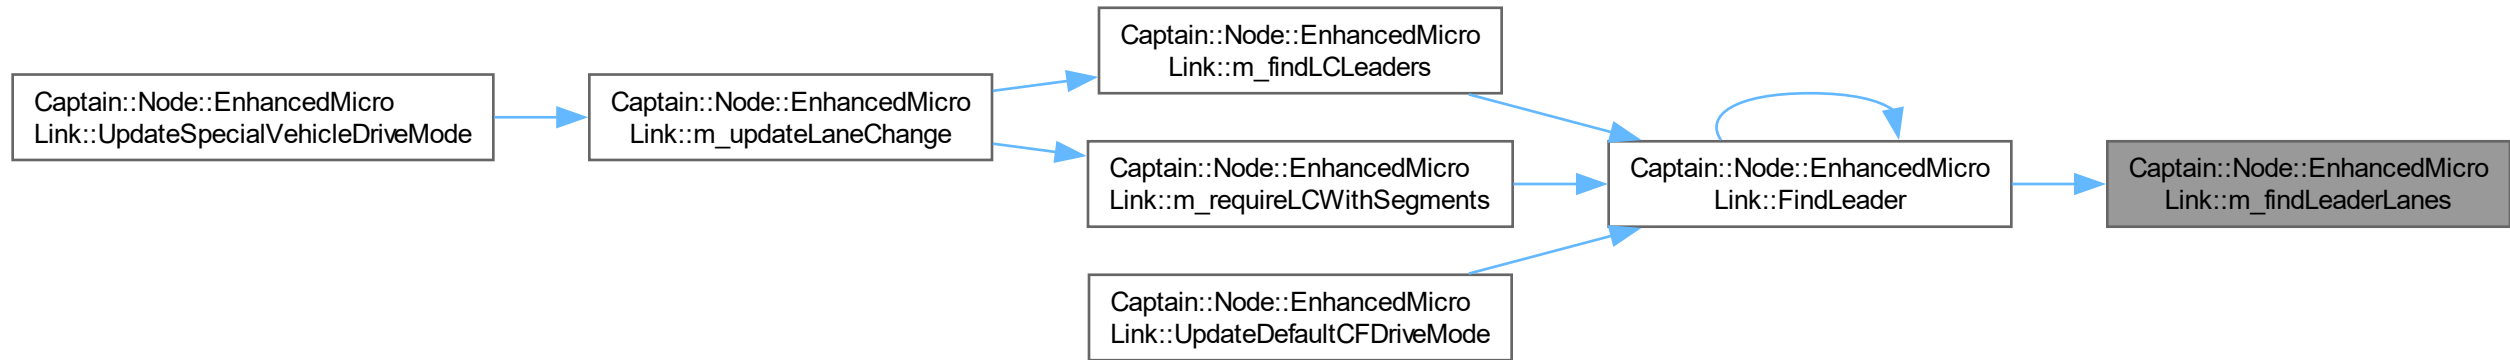 Captain::Node::EnhancedMicro
Link::UpdateSpecialVehicleDriveMode
Captain::Node::EnhancedMicro
Link::m_updateLaneChange
Captain::Node::EnhancedMicro
Link::m_findLCLeaders
Captain::Node::EnhancedMicro
Link::m_requireLCWithSegments
Captain::Node::EnhancedMicro
Link::UpdateDefaultCFDriveMode
Captain::Node::EnhancedMicro
Link::FindLeader
Captain::Node::EnhancedMicro
Link::m_findLeaderLanes